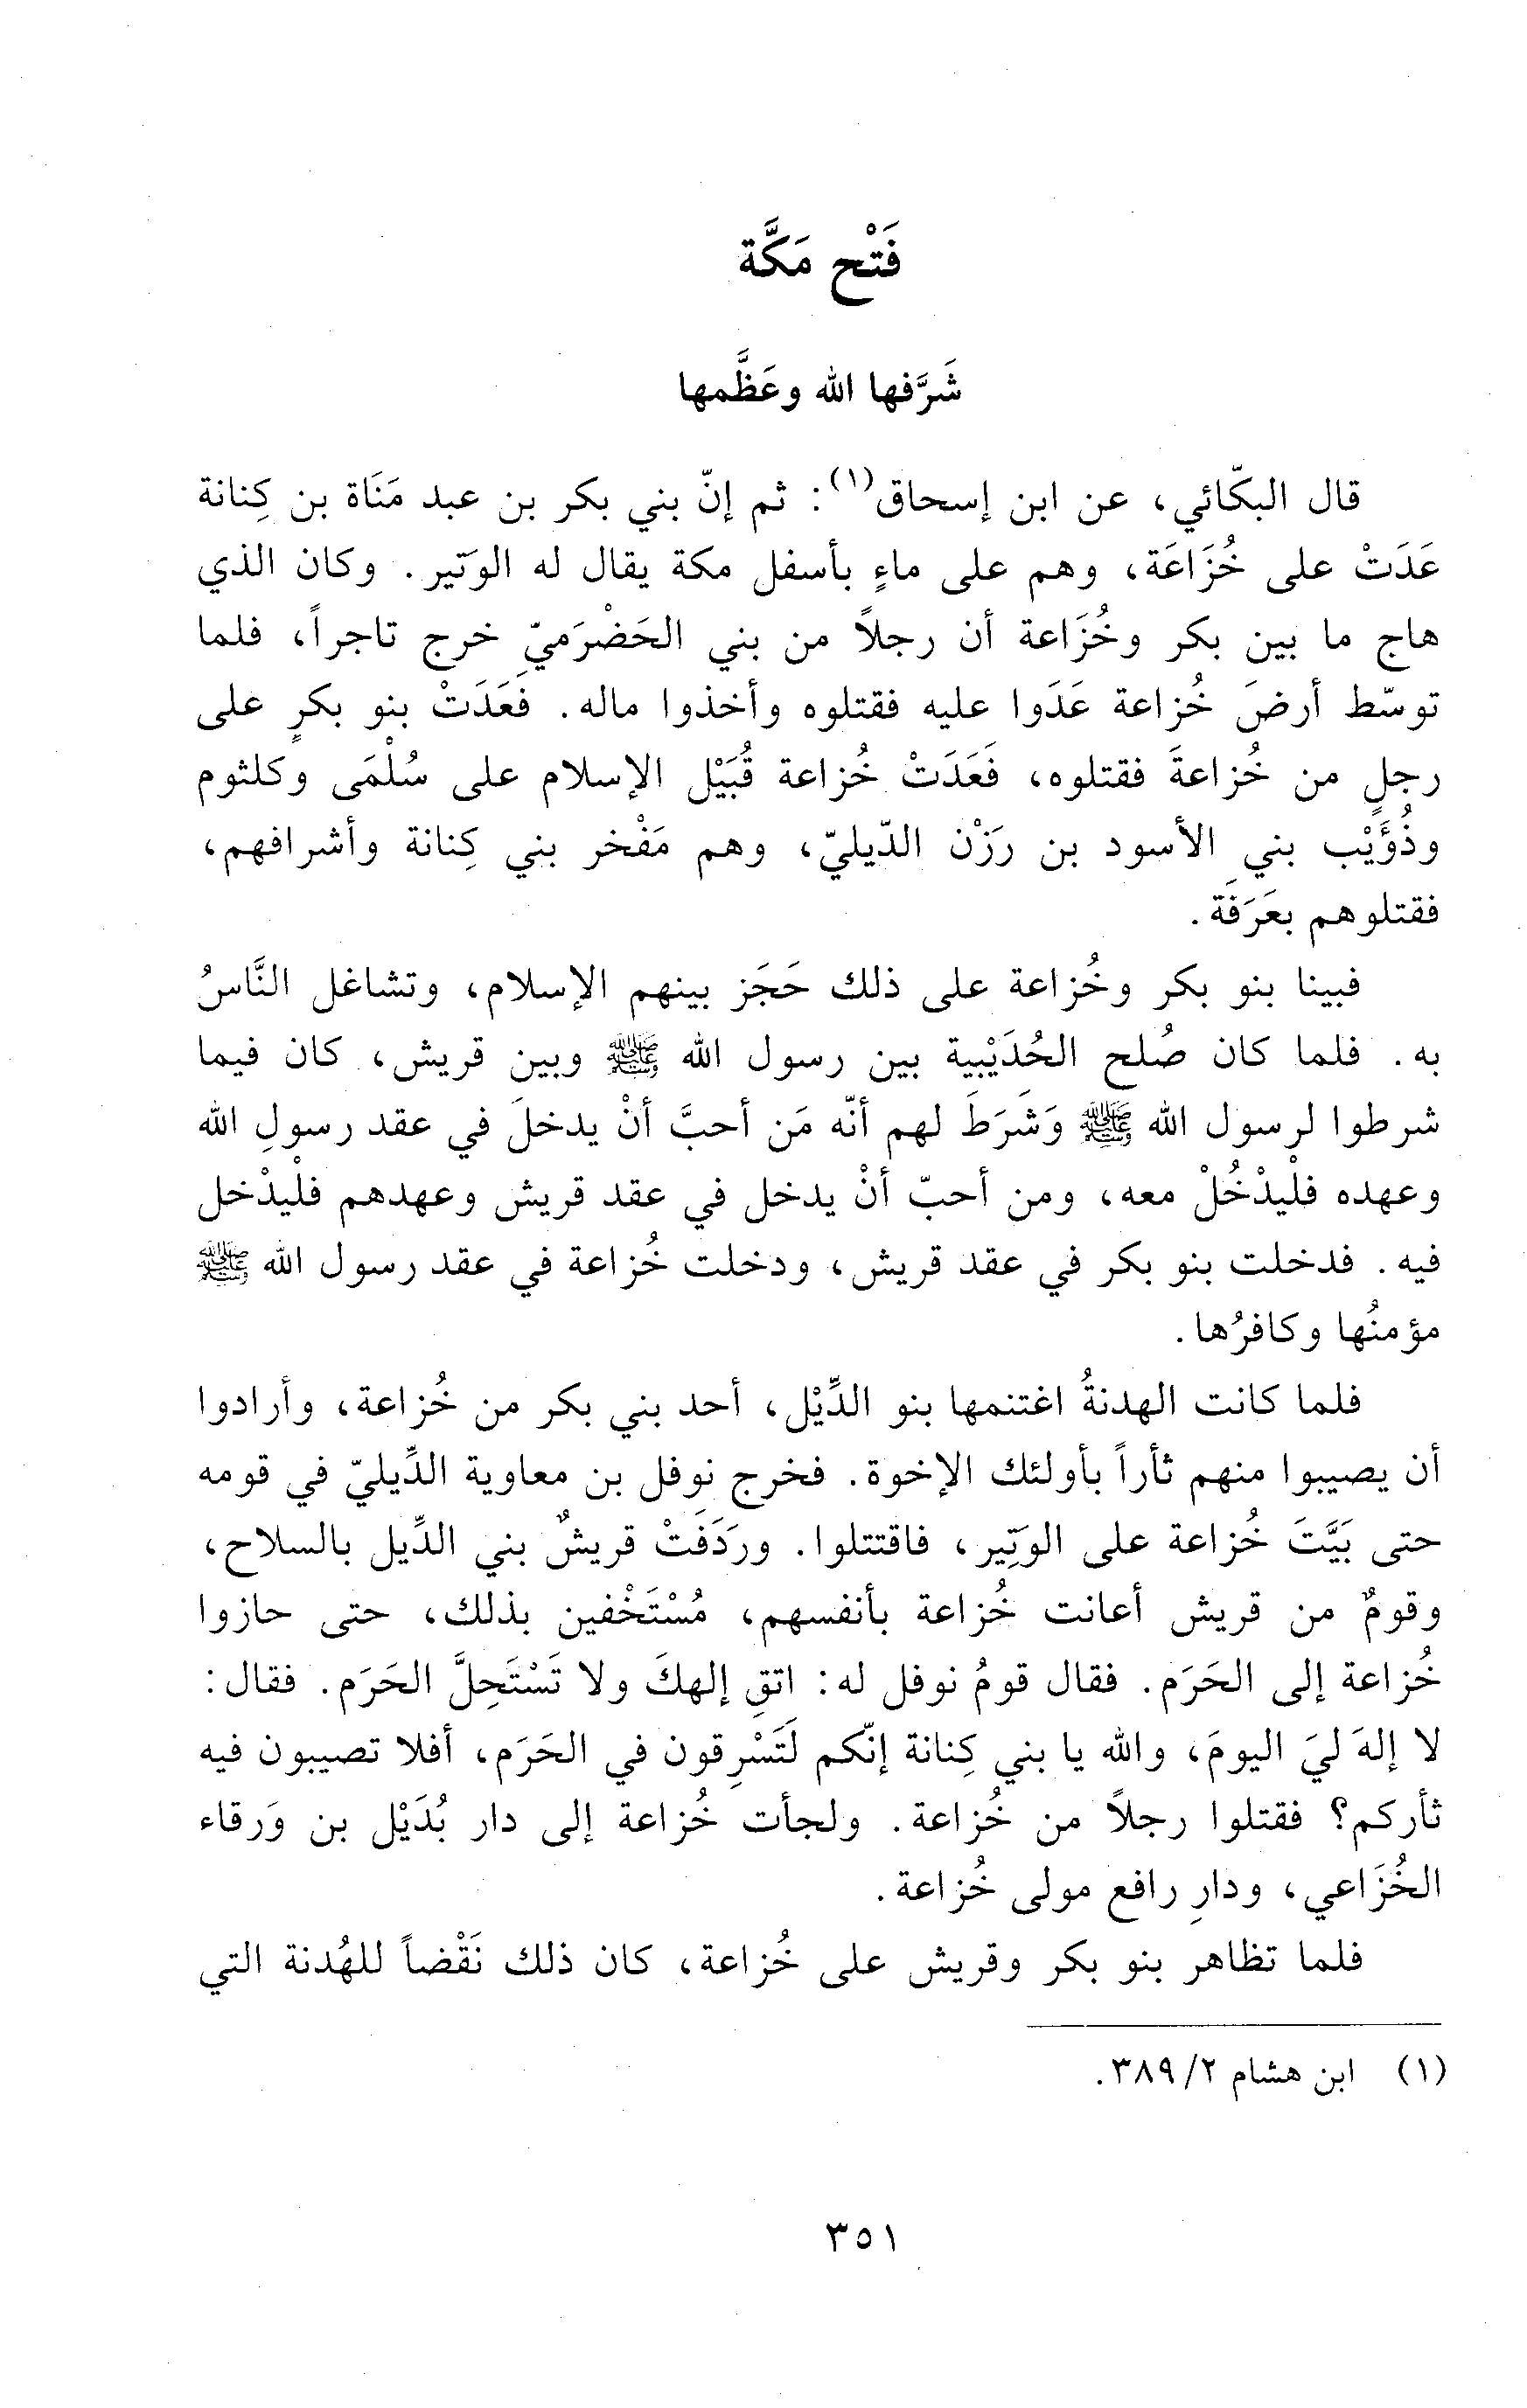 فَتْح مَكَّة
شَرَّفها الله وعَظَّمها
قال البكّائي، عن ابن إسحاق(١): ثم إنّ بني بكر بن عبد مَنَاة بن كِنانة
عَدَتْ على خُزَاعَة، وهم على ماءٍ بأسفل مكة يقال له الوَتير. وكان الذي
هاج ما بين بكر وخُزَاعة أن رجلاً من بني الحَضْرَميّ خرج تاجراً، فلما
توسّط أرضَ خُزاعة عَدَوا عليه فقتلوه وأخذوا ماله. فَعَدَتْ بنو بكرٍ على
رجلٍ من خُزاعةَ فقتلوه، فَعَدَتْ خُزاعة قُبَيْل الإسلام على سُلْمَى وكلثوم
وذُؤَيْب بني الأسود بن رَزْن الدّيليّ، وهم مَفْخر بني كِنانة وأشرافهم،
فقتلوهم بعَرَفَة.
فبينا بنو بكر وخُزاعة على ذلك حَجَز بينهم الإسلام، وتشاغل النَّاسُ
به. فلما كان صُلح الحُدَيْبية بين رسول الله ﷺ وبين قريش، كان فيما
شرطوا لرسول الله ﷺ وَشَرَطَ لهم أنّه مَن أحبَّ أنْ يدخلَ في عقد رسولِ الله
وعهده فلْيدْخُلْ معه، ومن أحبّ أنْ يدخل في عقد قريش وعهدهم فلْيدْخل
فيه. فدخلت بنو بكر في عقد قريش، ودخلت خُزاعة في عقد رسول الله ﷺ
مؤمنُها وكافرُها.
فلما كانت الهدنةُ اغتنمها بنو الدِّيْل، أحد بني بكر من خُزاعة، وأرادوا
أن يصيبوا منهم ثأراً بأولئك الإخوة. فخرج نوفل بن معاوية الدِّيليّ في قومه
حتى بَيَّتَ خُزاعة على الوَتِير، فاقتتلوا. ورَدَفَتْ قريشٌ بني الدِّيل بالسلاح،
وقومٌ من قريش أعانت خُزاعة بأنفسهم، مُسْتَخْفين بذلك، حتى حازوا
خُزاعة إلى الحَرَم. فقال قومُ نوفل له: اتقِ إلهكَ ولا تَسْتَحِلَّ الحَرَم. فقال:
لا إلهَ ليَ اليومَ، والله يا بني كِنانة إنّكم لَتَسْرِقون في الحَرَم، أفلا تصيبون فيه
ثأركم؟ فقتلوا رجلاً من خُزاعة. ولجأت خُزاعة إلى دار بُدَيْل بن وَرقاء
الخُزَاعي، ودارِ رافع مولى خُزاعة.
فلما تظاهر بنو بكر وقريش على خُزاعة، كان ذلك نَقْضاً للهُدنة التي
(١) ابن هشام ٢/ ٣٨٩.
٣٥١